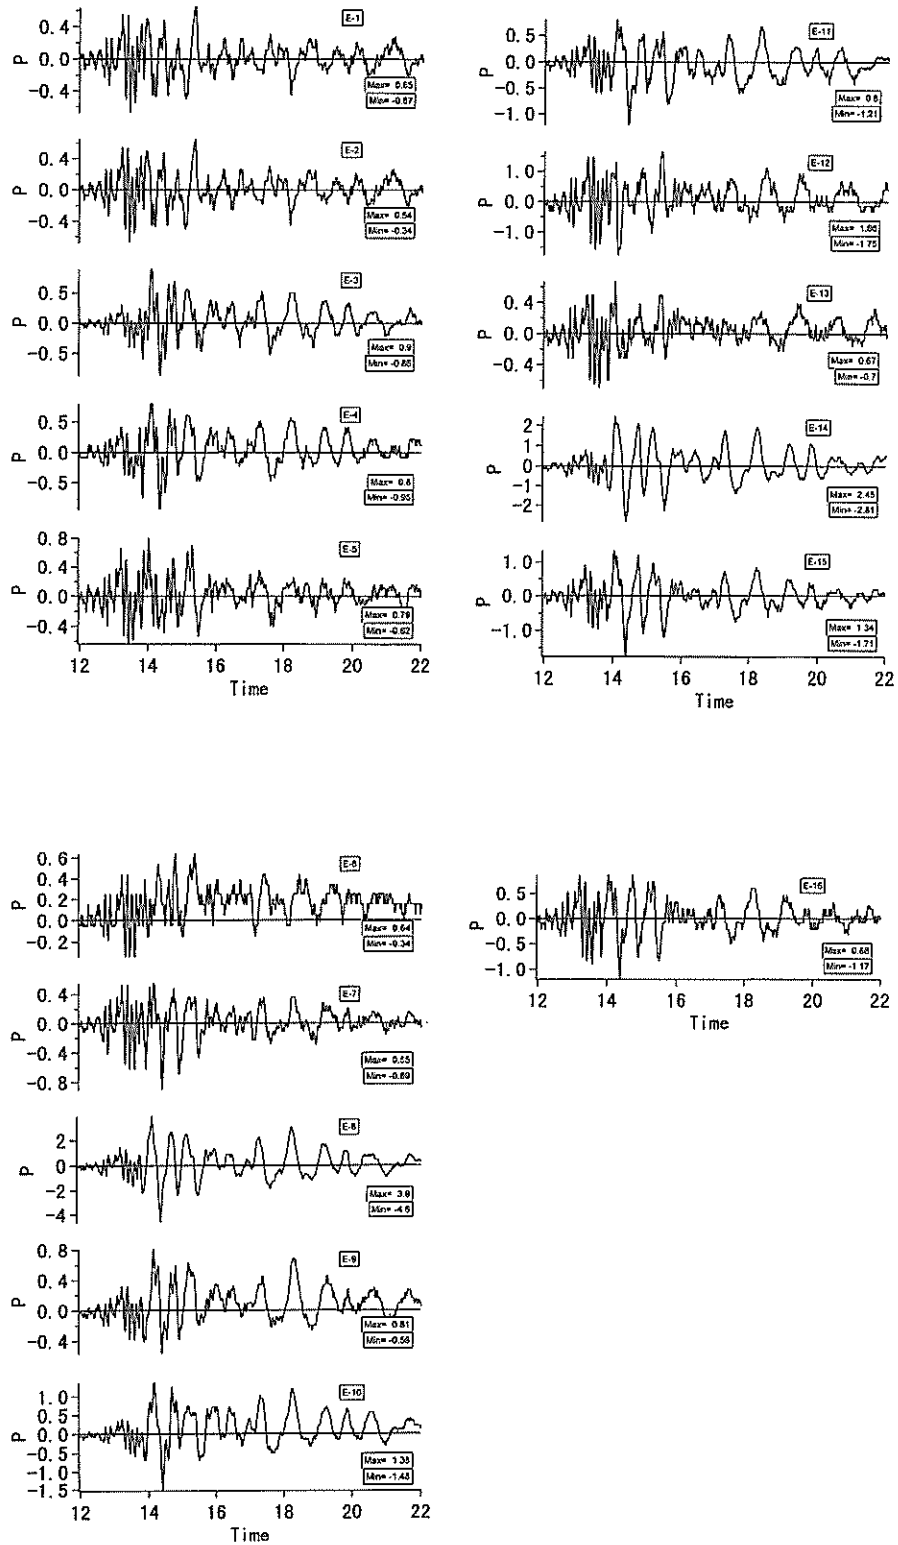 E-1
0.4
0.0
-0.4
P
Max= 0.65
Min= -0.67
E-2
0.4
0.0
-0.4
P
Max= 0.54
Min= -0.34
E-3
0.5
0.0
-0.5
P
Max= 0.9
E-4
0.5
0.0
-0.5
P
Max= 0.8
Min= -0.95
E-5
0.8
0.4
0.0
-0.4
P
Max= 0.79
Min= -0.62
12 14 16 18 20 22
Time
E-11
0.5
0.0
-0.5
-1.0
P
Max= 0.8
Min= -1.21
E-12
1.0
0.0
-1.0
P
Min= -1.75
E-13
0.4
0.0
-0.4
P
Max= 0.67
Min= -0.7
E-14
2
1
0
-1
-2
P
Max= 2.45
Min= -2.81
E-15
1.0
0.0
-1.0
P
Max= 1.34
Min= -1.71
12 14 16 18 20 22
Time
E-6
0.6
0.4
0.2
0.0
-0.2
P
Max= 0.64
Min= -0.34
E-7
0.4
0.0
-0.4
-0.8
P
Max= 0.55
Min= -0.89
E-8
2
0
-2
-4
P
Max= 3.9
Min= -4.6
E-9
0.8
0.4
0.0
-0.4
P
Max= 0.81
Min= -0.56
E-10
1.0
0.5
0.0
-0.5
-1.0
-1.5
P
Max= 1.38
Min= -1.48
12 14 16 18 20 22
Time
E-16
0.5
0.0
-0.5
-1.0
P
Max= 0.88
Min= -1.17
12 14 16 18 20 22
Time